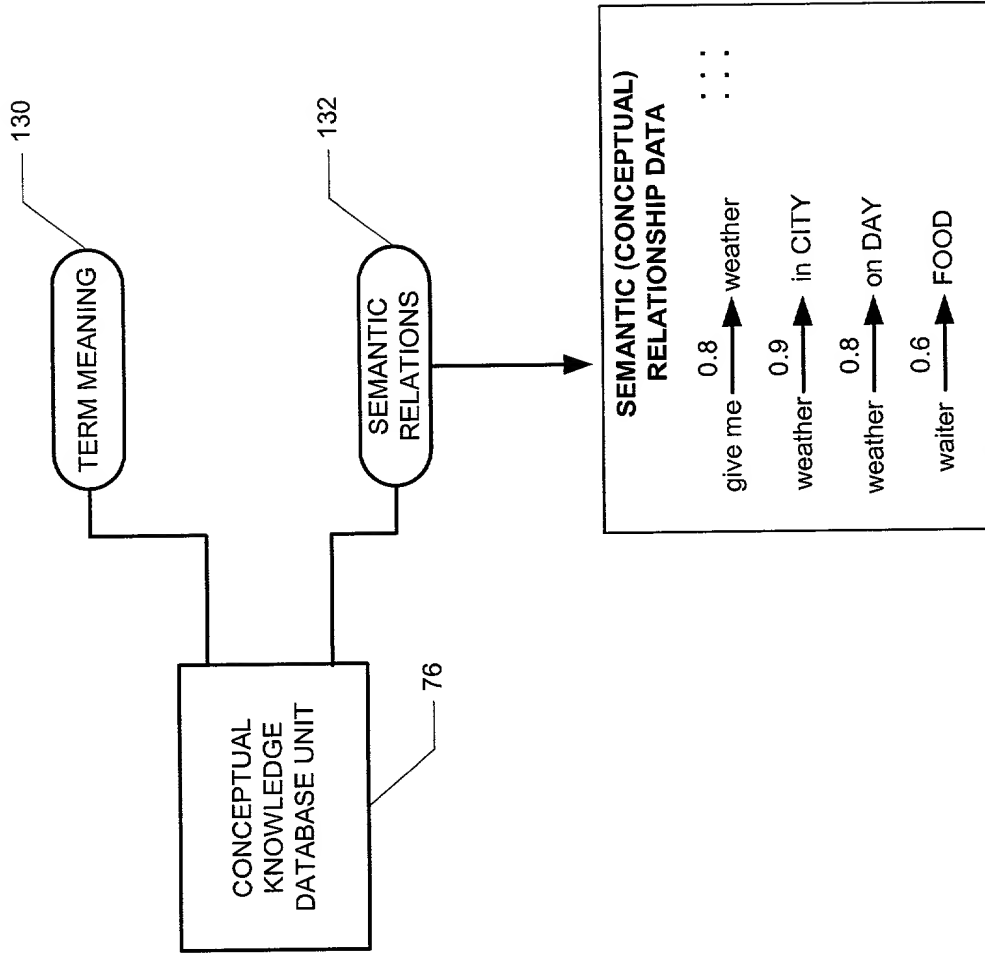 130
TERM MEANING
132
SEMANTIC
RELATIONS
CONCEPTUAL
KNOWLEDGE
DATABASE UNIT
76
SEMANTIC (CONCEPTUAL)
RELATIONSHIP DATA
give me 0.8 weather
weather 0.9 in CITY
weather 0.8 on DAY
waiter 0.6 FOOD
. . .
. . .